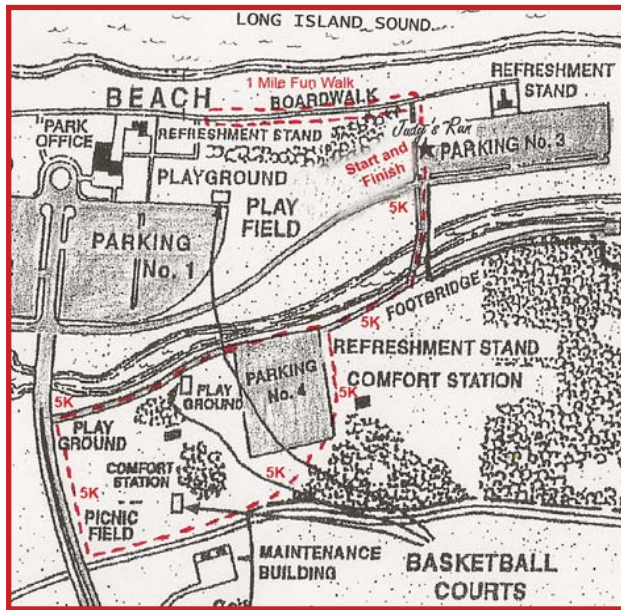 LONG ISLAND SOUND
1 Mile Fun Walk
REFRESHMENT
STAND
BEACH
BOARDWALK
"PARK
OFFICE
REFRESHMENT STAND
Judy's Run
PARKING No. 3
Start and
Finish
PLAYGROUND
5K
PLAY
FIELD
PARKING
No. 1
FOOTBRIDGE
5K
REFRESHMENT STAND
PARKING
No. 4
COMFORT STATION
5K
PLAY
GROUND
5K
PLAY
GROUND
COMFORT
STATION
5K
5K
PICNIC
FIELD
MAINTENANCE
BUILDING
BASKETBALL
COURTS